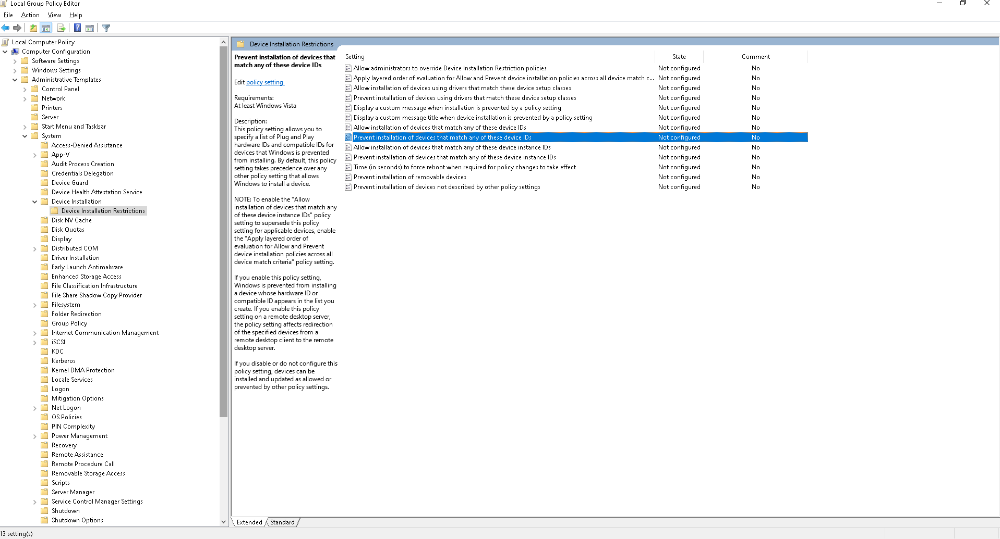 Local Group Policy Editor
File Action View Help
Local Computer Policy
Computer Configuration
Software Settings
Windows Settings
Administrative Templates
Control Panel
Network
Printers
Server
Start Menu and Taskbar
System
Access-Denied Assistance
App-V
Audit Process Creation
Credentials Delegation
Device Guard
Device Health Attestation Service
Device Installation
Device Installation Restrictions
Disk NV Cache
Disk Quotas
Display
Distributed COM
Driver Installation
Early Launch Antimalware
Enhanced Storage Access
File Classification Infrastructure
File Share Shadow Copy Provider
Filesystem
Folder Redirection
Group Policy
Internet Communication Management
iSCSI
KDC
Kerberos
Kernel DMA Protection
Locale Services
Logon
Mitigation Options
Net Logon
OS Policies
PIN Complexity
Power Management
Recovery
Remote Assistance
Remote Procedure Call
Removable Storage Access
Scripts
Server Manager
Service Control Manager Settings
Shutdown
Shutdown Options
Device Installation Restrictions
Prevent installation of devices that
match any of these device IDs
Edit policy setting
Requirements:
At least Windows Vista
Description:
This policy setting allows you to
specify a list of Plug and Play
hardware IDs and compatible IDs for
devices that Windows is prevented
from installing. By default, this policy
setting takes precedence over any
other policy setting that allows
Windows to install a device.
NOTE: To enable the "Allow
installation of devices that match any
of these device instance IDs" policy
setting to supersede this policy
setting for applicable devices, enable
the "Apply layered order of
evaluation for Allow and Prevent
device installation policies across all
device match criteria" policy setting.
If you enable this policy setting,
Windows is prevented from installing
a device whose hardware ID or
compatible ID appears in the list you
create. If you enable this policy
setting on a remote desktop server,
the policy setting affects redirection
of the specified devices from a
remote desktop client to the remote
desktop server.
If you disable or do not configure this
policy setting, devices can be
installed and updated as allowed or
prevented by other policy settings.
Setting State Comment
Allow administrators to override Device Installation Restriction policies Not configured No
Apply layered order of evaluation for Allow and Prevent device installation policies across all device match c... Not configured No
Allow installation of devices using drivers that match these device setup classes Not configured No
Prevent installation of devices using drivers that match these device setup classes Not configured No
Display a custom message when installation is prevented by a policy setting Not configured No
Display a custom message title when device installation is prevented by a policy setting Not configured No
Allow installation of devices that match any of these device IDs Not configured No
Prevent installation of devices that match any of these device IDs Not configured No
Allow installation of devices that match any of these device instance IDs Not configured No
Prevent installation of devices that match any of these device instance IDs Not configured No
Time (in seconds) to force reboot when required for policy changes to take effect Not configured No
Prevent installation of removable devices Not configured No
Prevent installation of devices not described by other policy settings Not configured No
Extended Standard
13 setting(s)